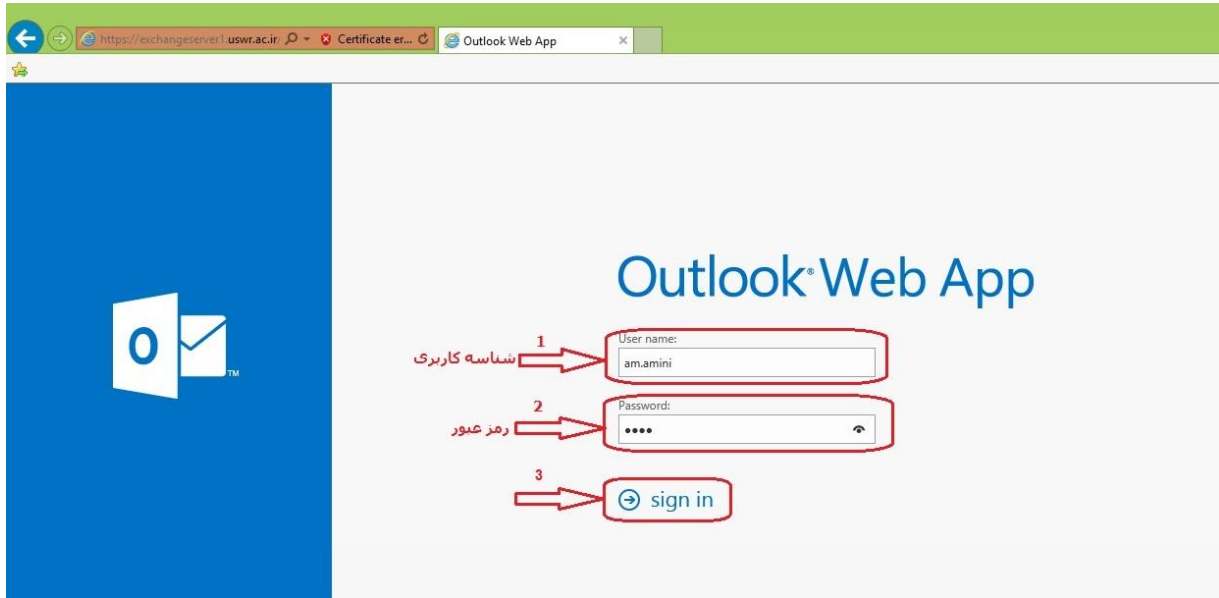 https://exchangeserver1.uswr.ac.ir Certificate er... Outlook Web App
Outlook Web App
User name:
1
شناسه کاربری
am.amini
Password:
2
رمز عبور
••••
3
sign in
O
TM